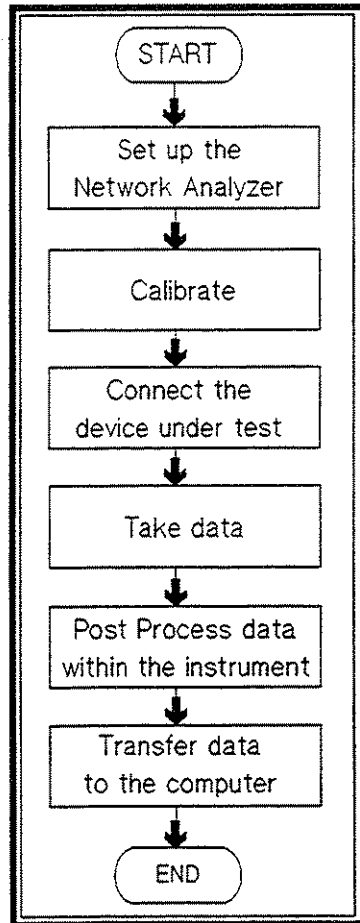 START
Set up the
Network Analyzer
Calibrate
Connect the
device under test
Take data
Post Process data
within the instrument
Transfer data
to the computer
END